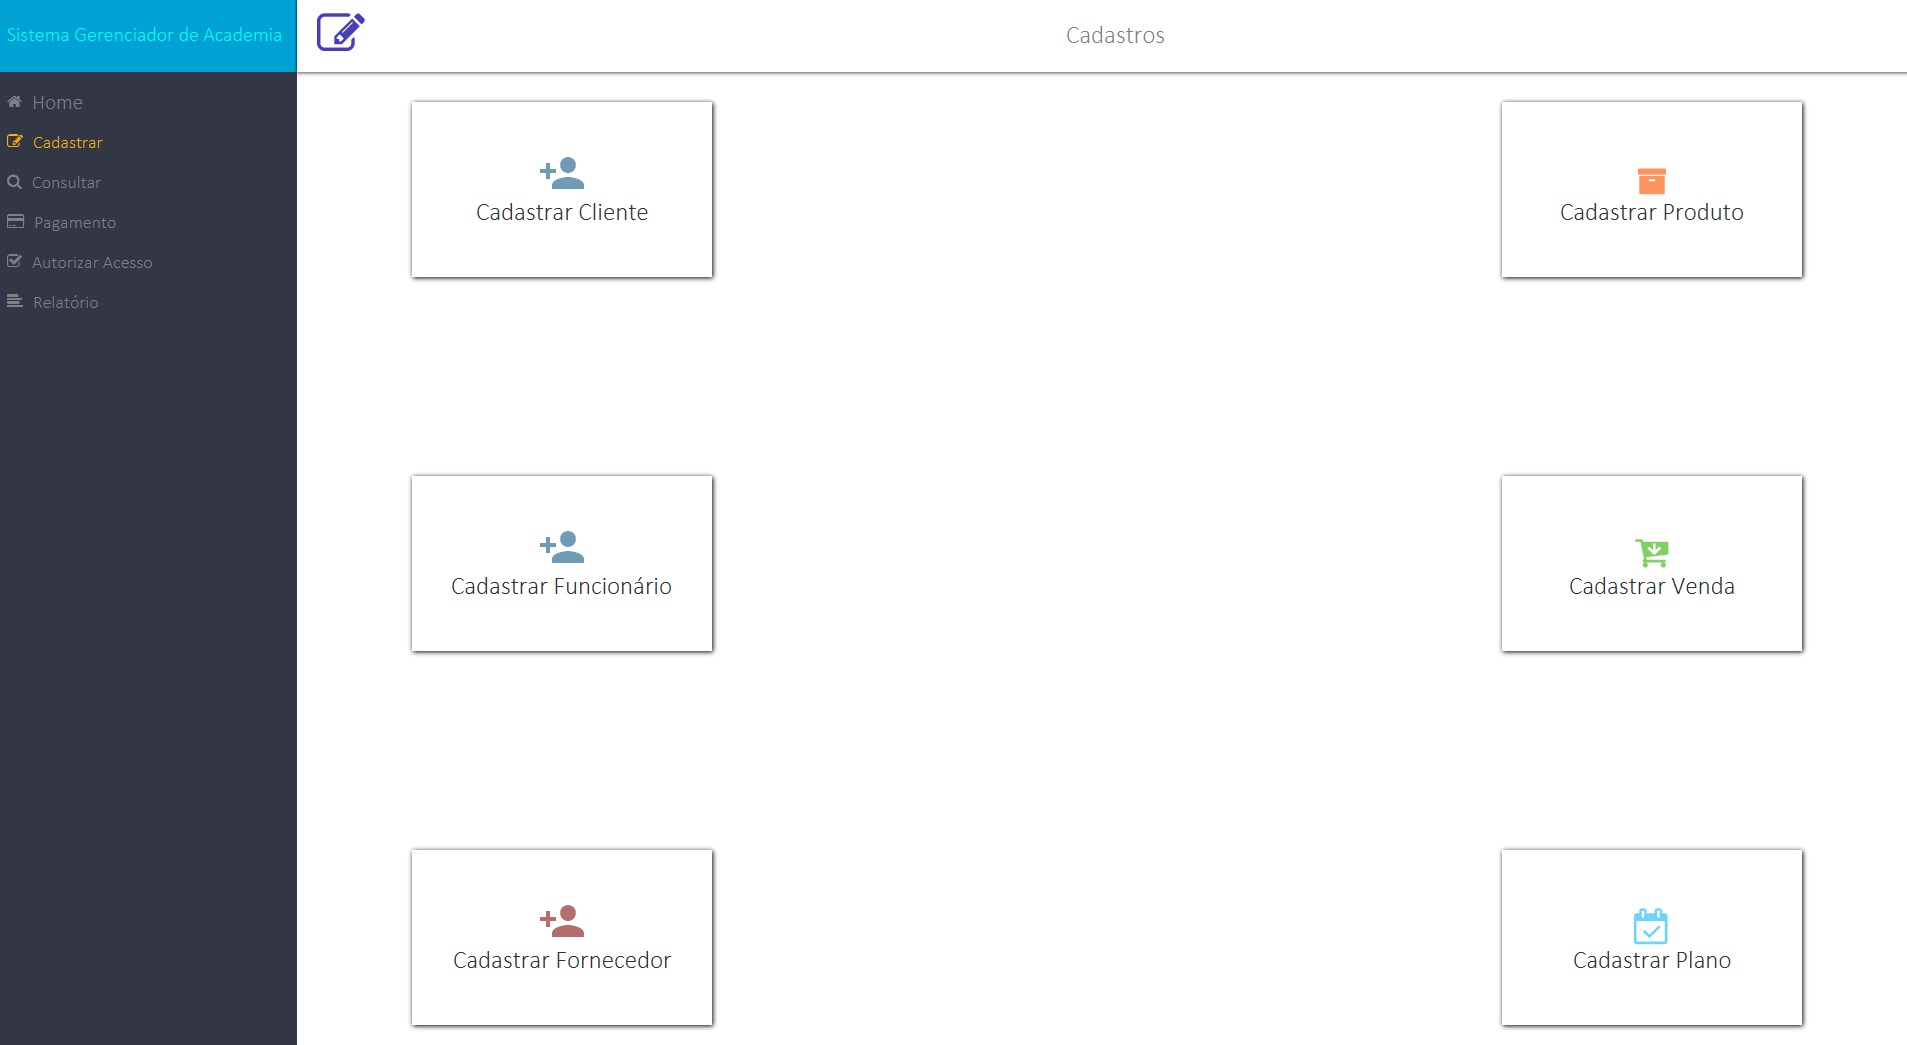 Sistema Gerenciador de Academia
Cadastros
Home
Cadastrar
Consultar
Pagamento
Autorizar Acesso
Relatório
Cadastrar Cliente
Cadastrar Produto
Cadastrar Funcionário
Cadastrar Venda
Cadastrar Fornecedor
Cadastrar Plano